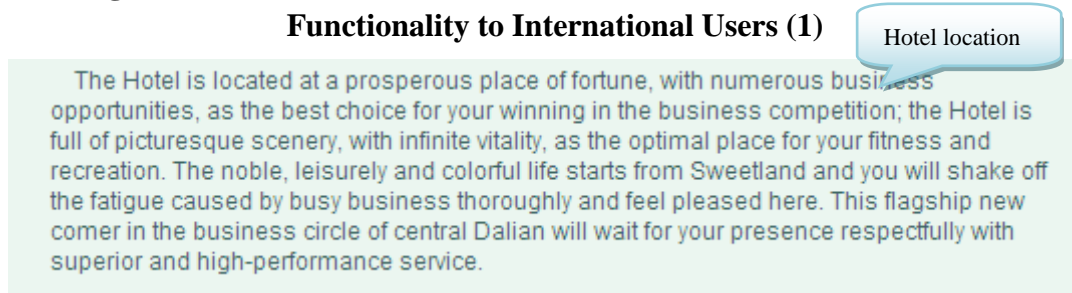 Functionality to International Users (1)
Hotel location
The Hotel is located at a prosperous place of fortune, with numerous business
opportunities, as the best choice for your winning in the business competition; the Hotel is
full of picturesque scenery, with infinite vitality, as the optimal place for your fitness and
recreation. The noble, leisurely and colorful life starts from Sweetland and you will shake off
the fatigue caused by busy business thoroughly and feel pleased here. This flagship new
comer in the business circle of central Dalian will wait for your presence respectfully with
superior and high-performance service.